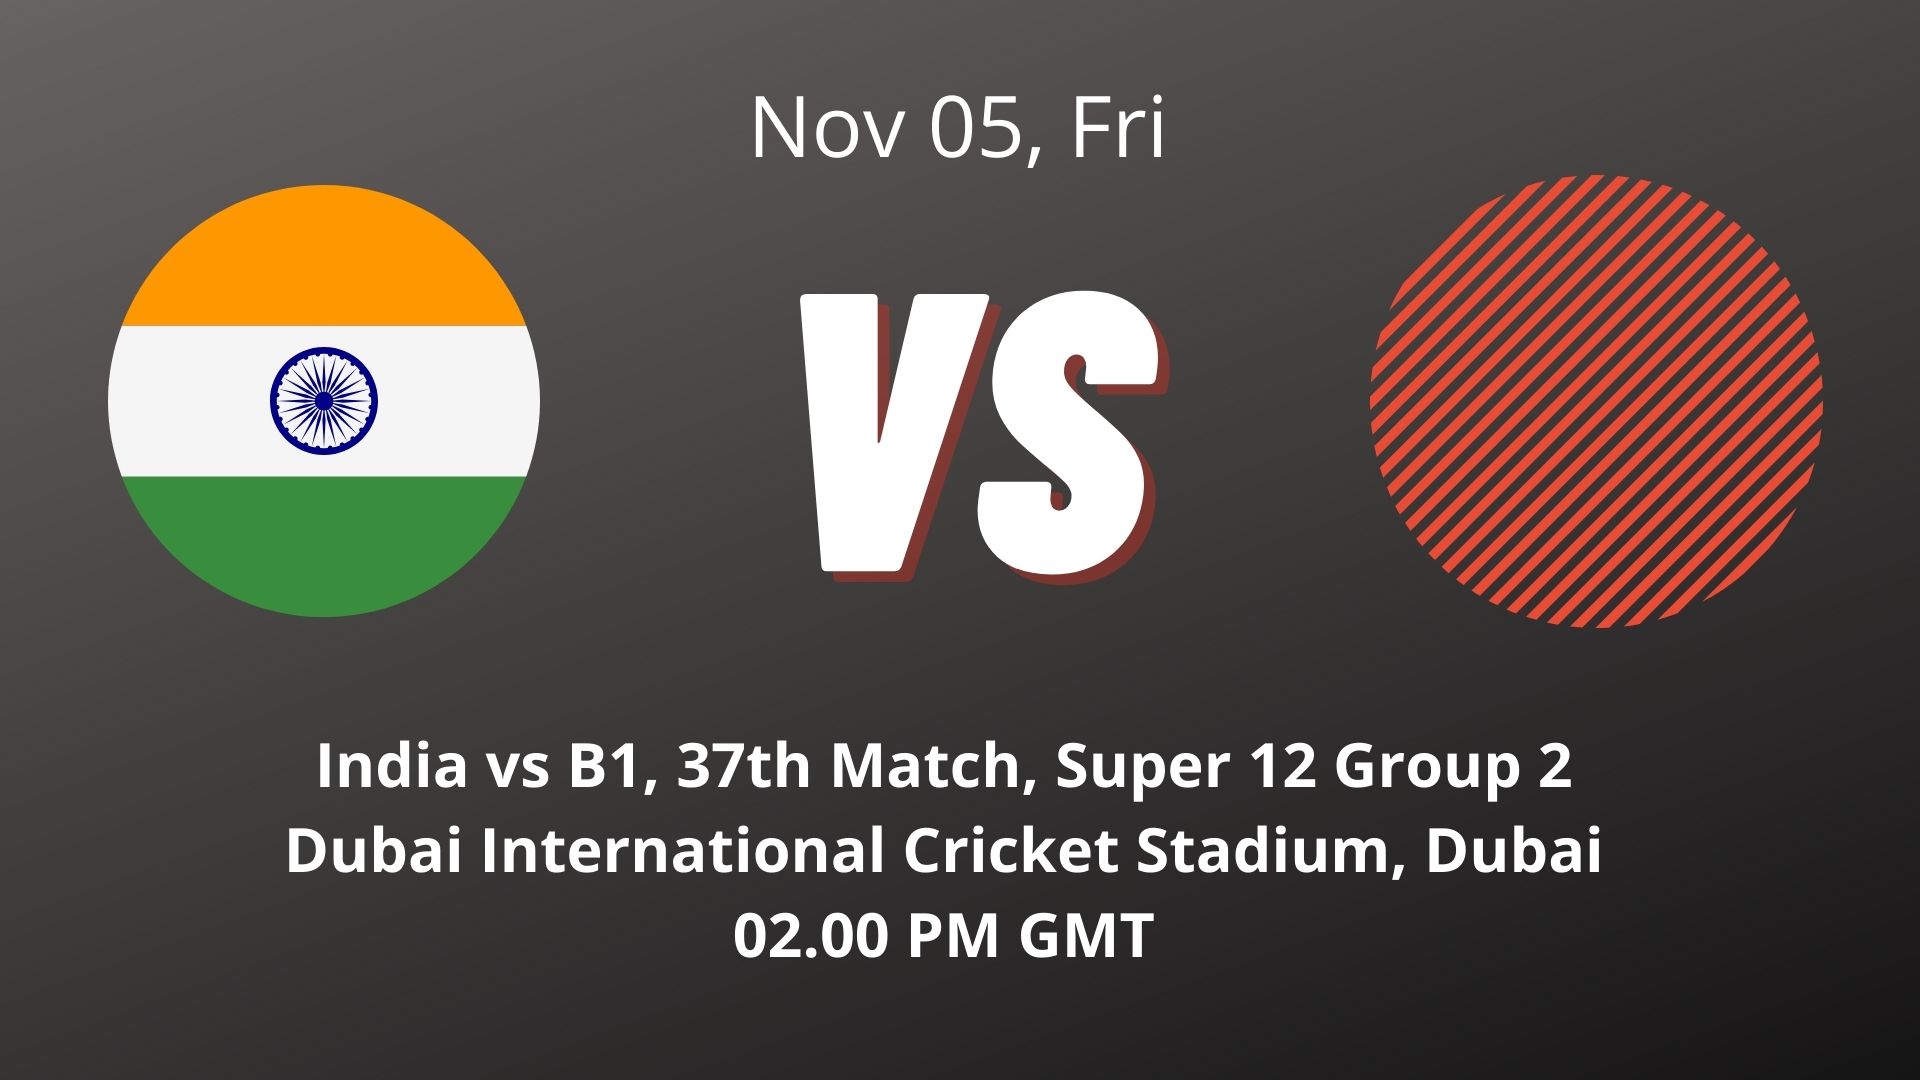 Nov 05, Fri
VS
India vs B1, 37th Match, Super 12 Group 2
Dubai International Cricket Stadium, Dubai
02.00 PM GMT